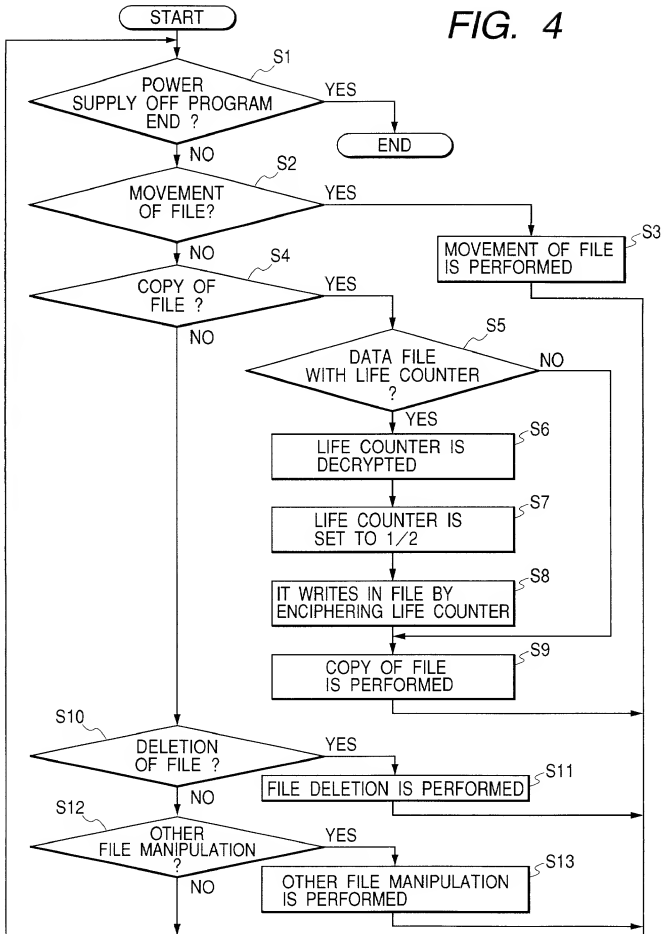 START
FIG. 4
S1
POWER
SUPPLY OFF PROGRAM
END ?
YES
END
NO
S2
MOVEMENT
OF FILE?
YES
S3
MOVEMENT OF FILE
IS PERFORMED
NO
S4
COPY OF
FILE ?
YES
NO
S5
DATA FILE
WITH LIFE COUNTER
?
NO
YES
S6
LIFE COUNTER IS
DECRYPTED
S7
LIFE COUNTER IS
SET TO 1/2
S8
IT WRITES IN FILE BY
ENCIPHERING LIFE COUNTER
S9
COPY OF FILE
IS PERFORMED
S10
DELETION
OF FILE ?
YES
S11
FILE DELETION IS PERFORMED
NO
S12
OTHER
FILE MANIPULATION
?
YES
S13
OTHER FILE MANIPULATION
IS PERFORMED
NO